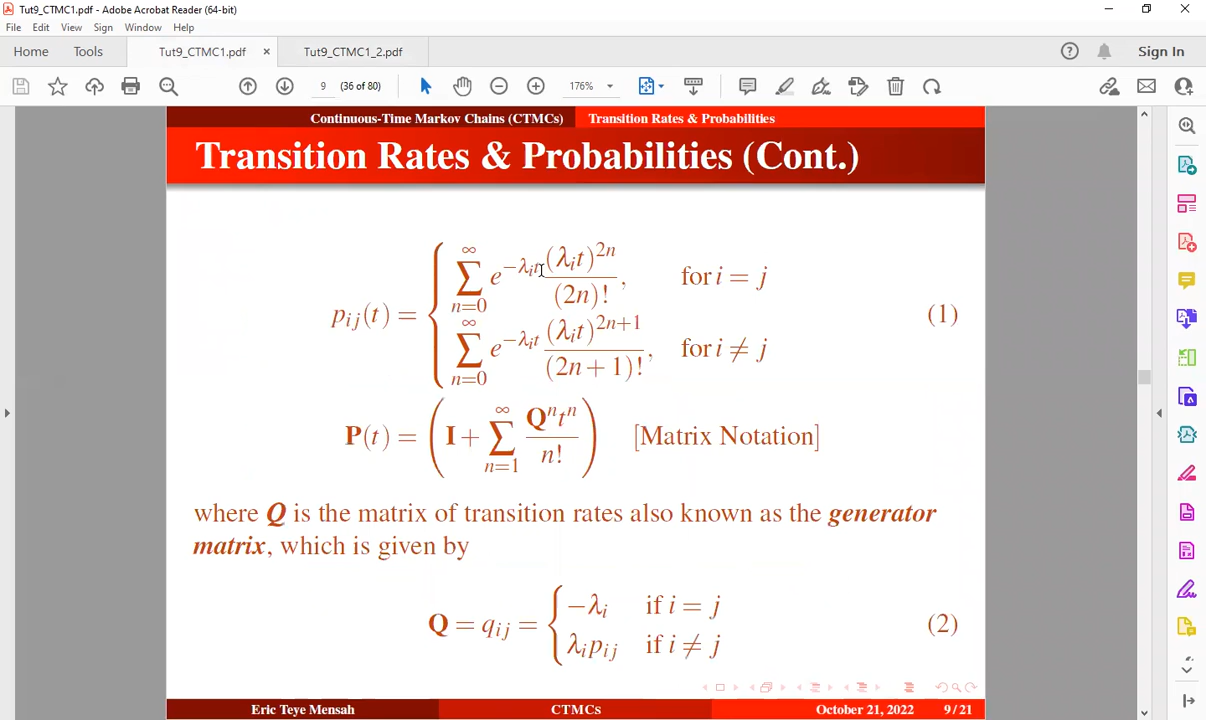 Tut9_CTMC1.pdf - Adobe Acrobat Reader (64-bit)
File Edit View Sign Window Help
Home Tools Tut9_CTMC1.pdf × Tut9_CTMC1_2.pdf Sign In
9 (36 of 80) 176%
Continuous-Time Markov Chains (CTMCs) Transition Rates & Probabilities
Transition Rates & Probabilities (Cont.)
p_{ij}(t) = { ∑_{n=0}^{∞} e^{−λ_i t} (λ_i t)^{2n} / (2n)!, for i = j
∑_{n=0}^{∞} e^{−λ_i t} (λ_i t)^{2n+1} / (2n+1)!, for i ≠ j (1)
P(t) = ( I + ∑_{n=1}^{∞} Q^n t^n / n! ) [Matrix Notation]
where Q is the matrix of transition rates also known as the generator
matrix, which is given by
Q = q_{ij} = { −λ_i if i = j
λ_i p_{ij} if i ≠ j (2)
Eric Teye Mensah CTMCs October 21, 2022 9/21